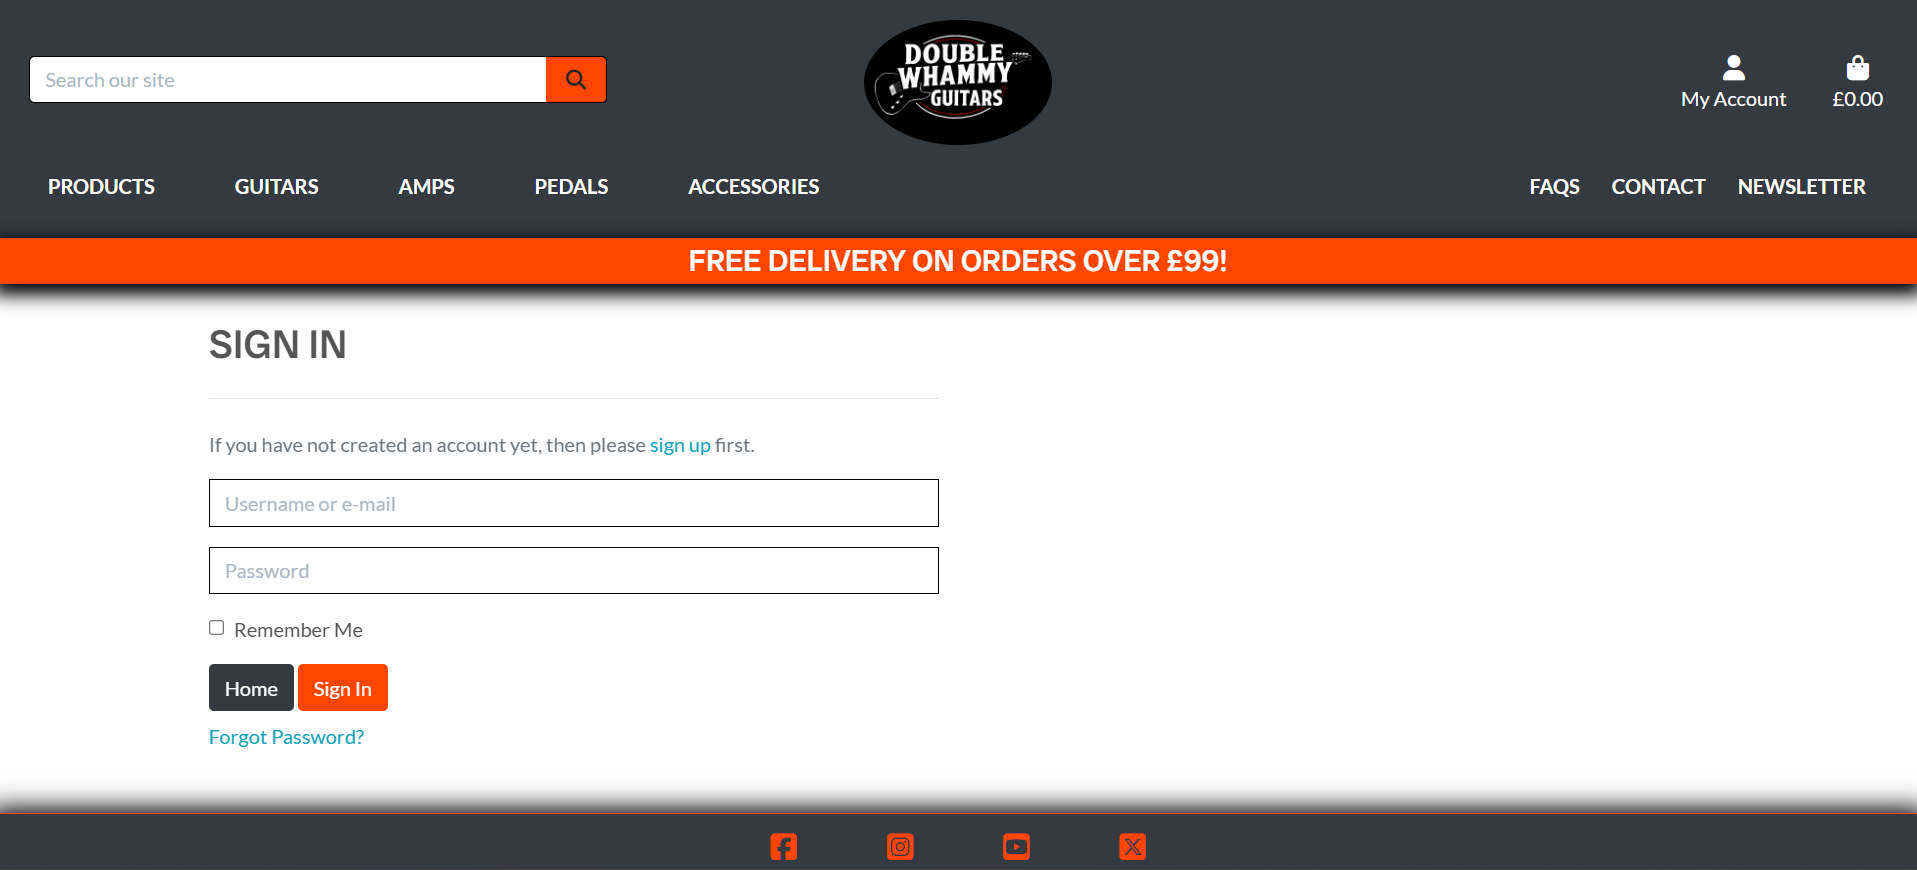 Search our site
DOUBLE
WHAMMY
GUITARS
My Account
£0.00
PRODUCTS GUITARS AMPS PEDALS ACCESSORIES FAQS CONTACT NEWSLETTER
FREE DELIVERY ON ORDERS OVER £99!
SIGN IN
If you have not created an account yet, then please sign up first.
Username or e-mail
Password
Remember Me
Home Sign In
Forgot Password?